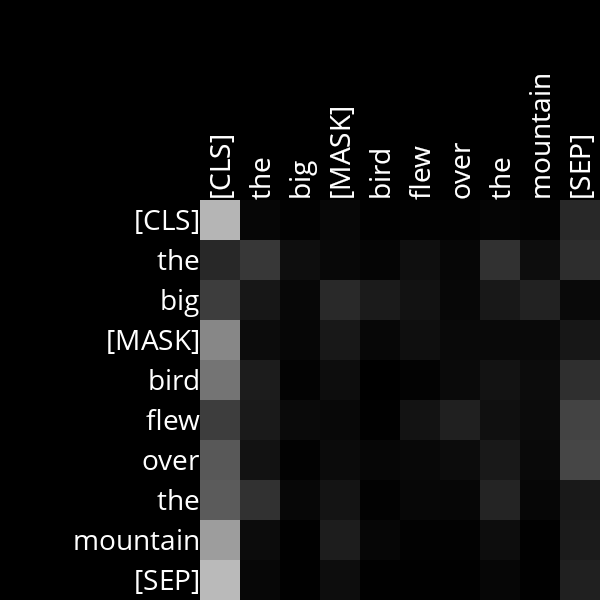 [CLS] the big [MASK] bird flew over the mountain [SEP]
[CLS]
the
big
[MASK]
bird
flew
over
the
mountain
[SEP]